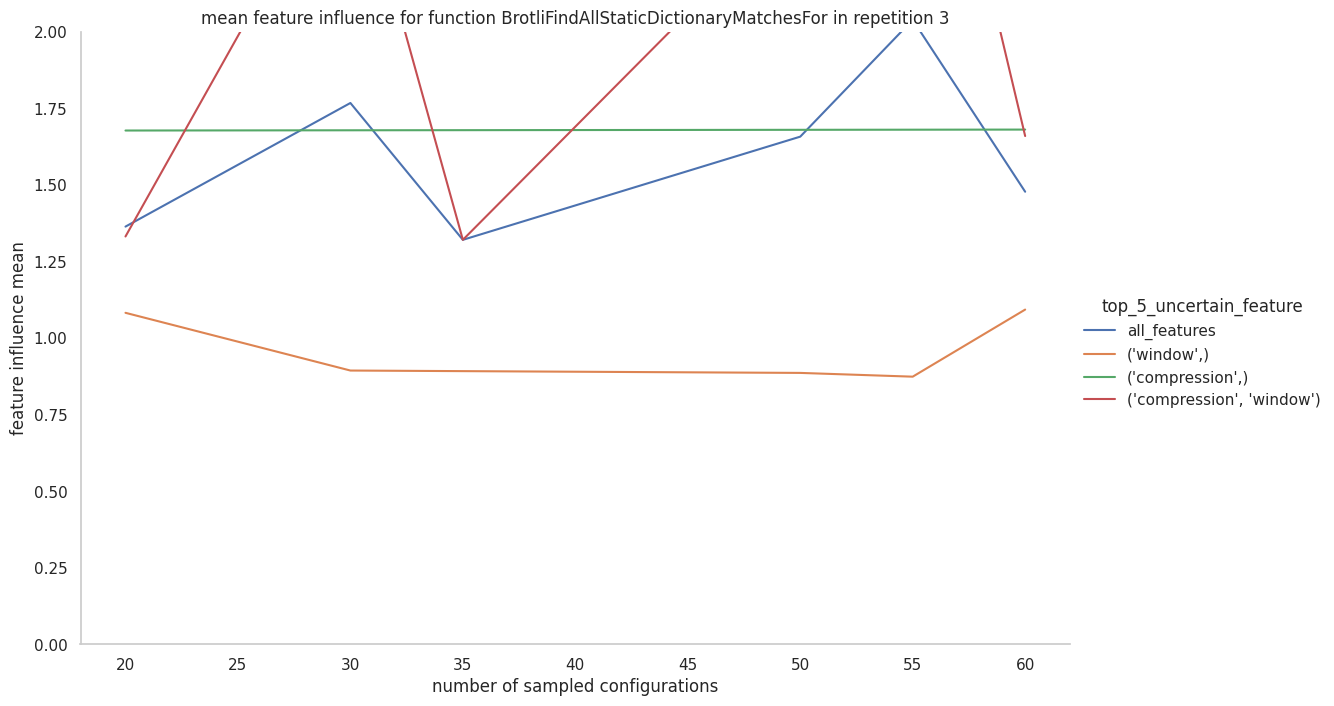 mean feature influence for function BrotliFindAllStaticDictionaryMatchesFor in repetition 3
feature influence mean
2.00
1.75
1.50
1.25
1.00
0.75
0.50
0.25
0.00
20 25 30 35 40 45 50 55 60
number of sampled configurations
top_5_uncertain_feature
all_features
('window',)
('compression',)
('compression', 'window')